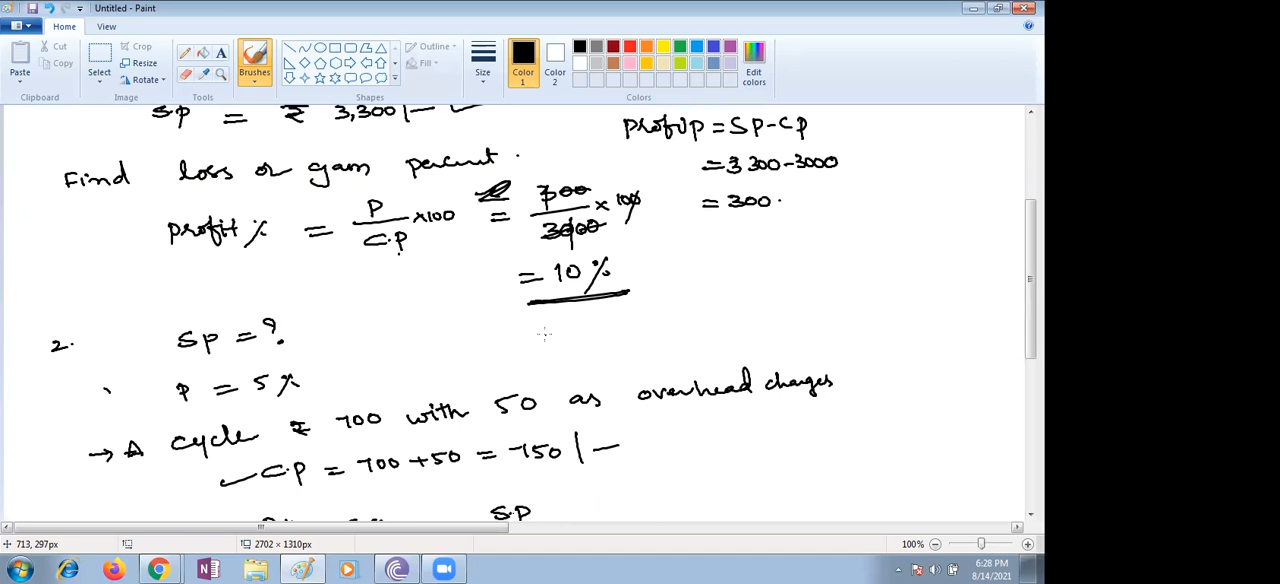 Untitled - Paint
Home View
Paste
Cut
Copy
Clipboard
Select
Crop
Resize
Rotate
Image
Tools
Brushes
Outline
Fill
Shapes
Size
Color 1
Color 2
Edit colors
Colors
S.P = ₹ 3,300/-
Find loss or gain percent.
profit % = P/C.P ×100 = 300/3000 × 100
= 10 %
profit = SP-CP
= 3300-3000
= 300.
2. SP = ?
P = 5 %
→ A cycle ₹ 700 with 50 as overhead charges
C.P = 700 + 50 = 750/-
S.P
713, 297px
2702 × 1310px
100%
6:28 PM
8/14/2021